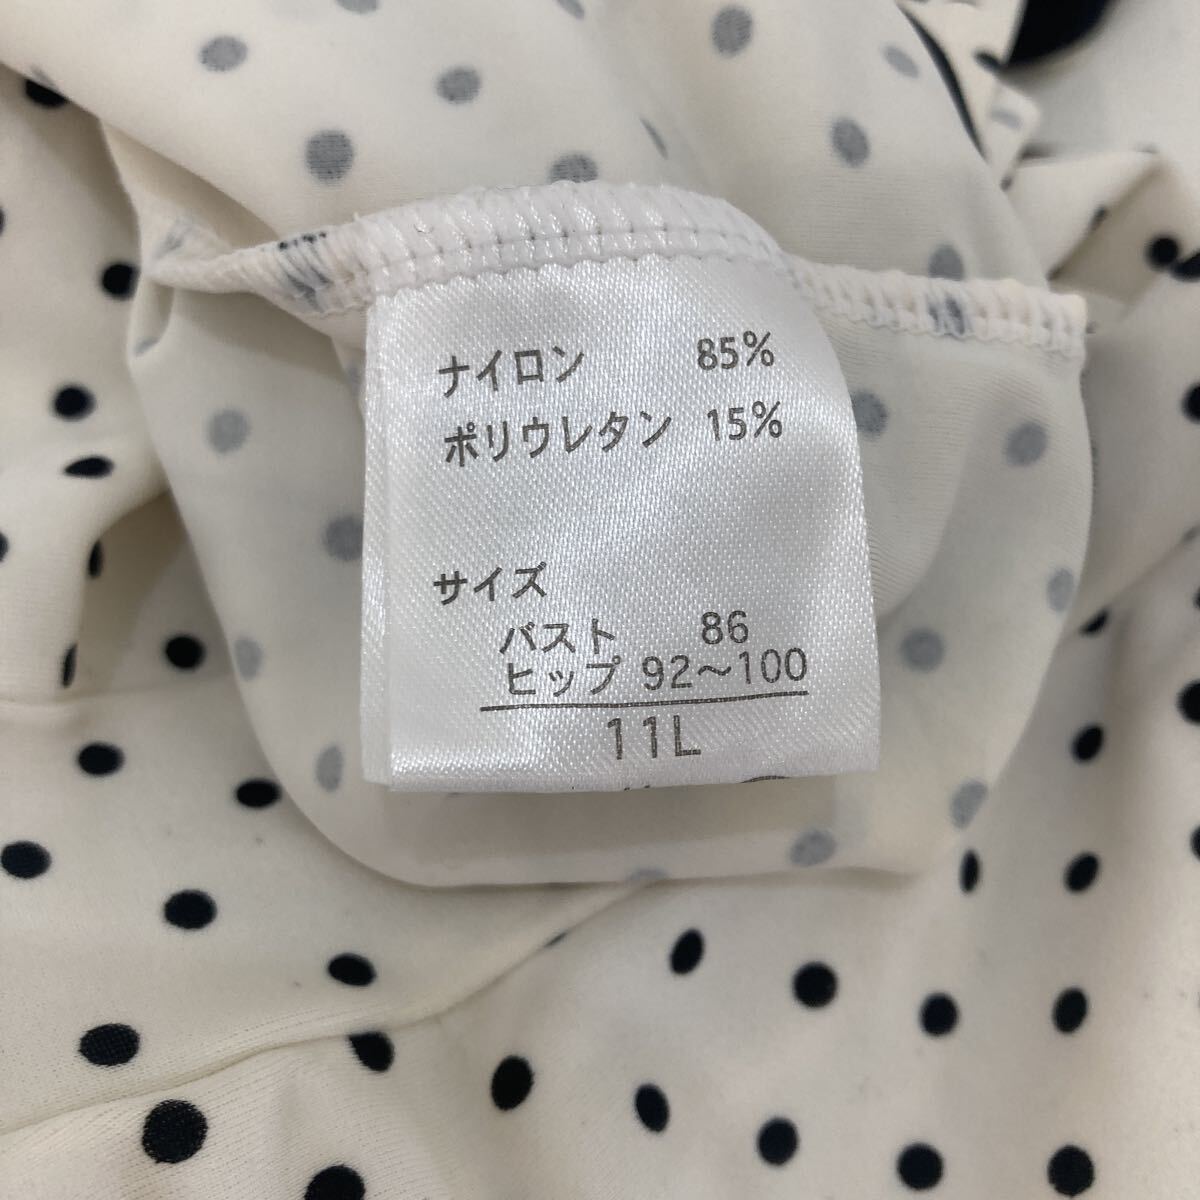 ナイロン 85%
ポリウレタン 15%
サイズ
バスト 86
ヒップ 92〜100
11L